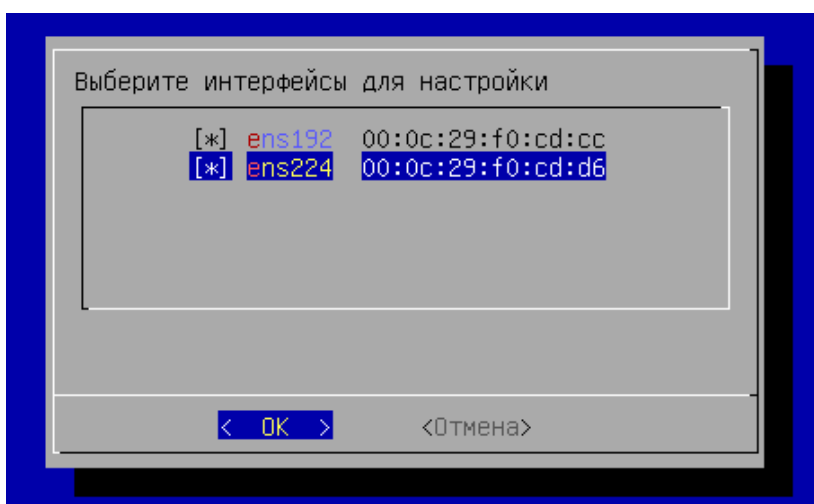 Выберите интерфейсы для настройки
[*] ens192 00:0c:29:f0:cd:cc
[*] ens224 00:0c:29:f0:cd:d6
< OK > <Отмена>